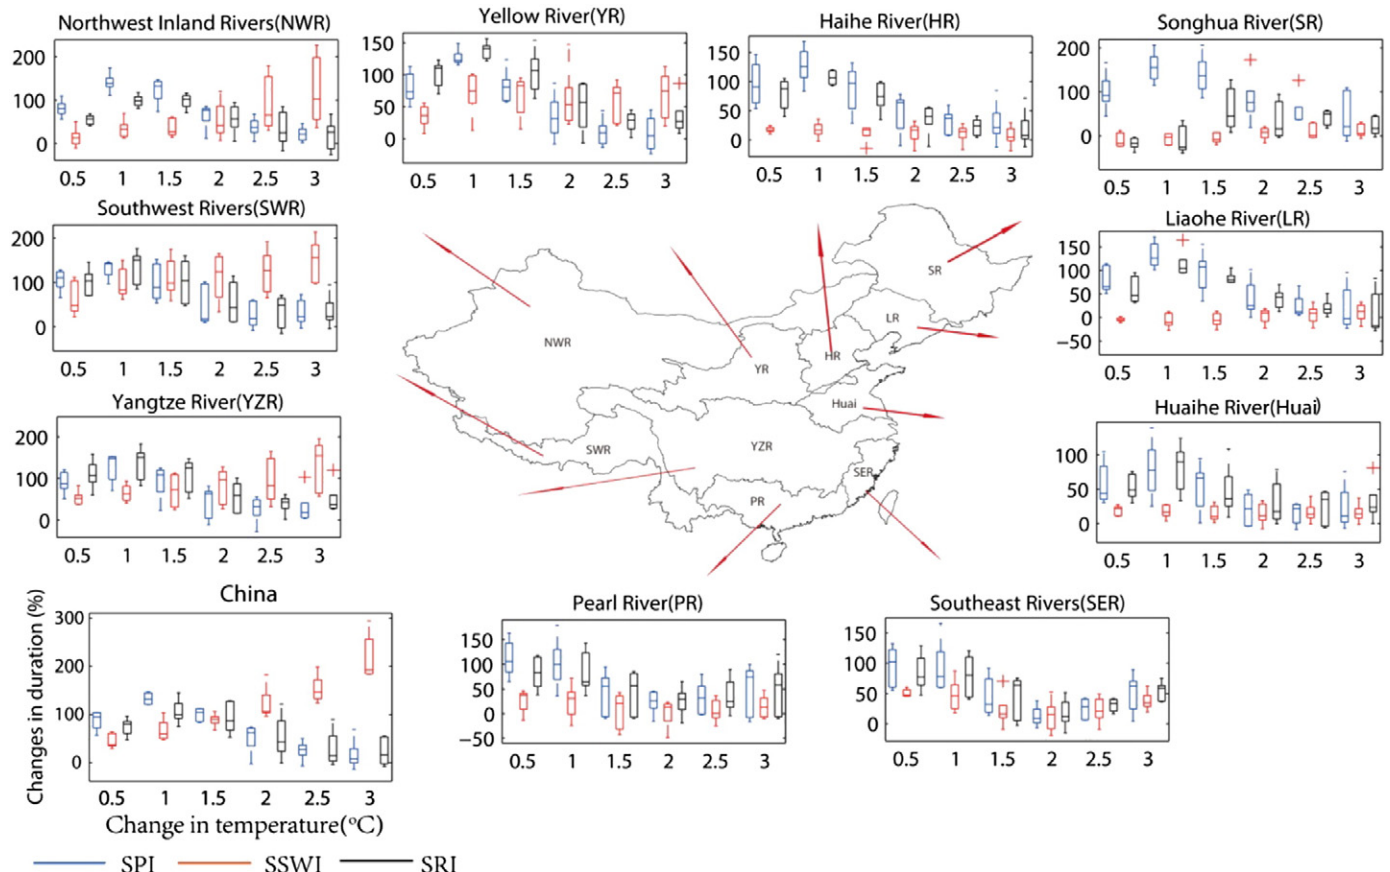 Northwest Inland Rivers(NWR)
200
100
0
0.5 1 1.5 2 2.5 3
Yellow River(YR)
150
100
50
0
0.5 1 1.5 2 2.5 3
Haihe River(HR)
150
100
50
0
0.5 1 1.5 2 2.5 3
Songhua River(SR)
200
100
0
0.5 1 1.5 2 2.5 3
Southwest Rivers(SWR)
200
100
0
0.5 1 1.5 2 2.5 3
Liaohe River(LR)
150
100
50
0
−50
0.5 1 1.5 2 2.5 3
SR
LR
NWR
HR
YR
Huai
YZR
SWR
SER
PR
Yangtze River(YZR)
200
100
0
0.5 1 1.5 2 2.5 3
Huaihe River(Huai)
100
50
0
0.5 1 1.5 2 2.5 3
China
Changes in duration (%)
300
200
100
0
0.5 1 1.5 2 2.5 3
Change in temperature(°C)
Pearl River(PR)
150
100
50
0
−50
0.5 1 1.5 2 2.5 3
Southeast Rivers(SER)
150
100
50
0
0.5 1 1.5 2 2.5 3
SPI SSWI SRI